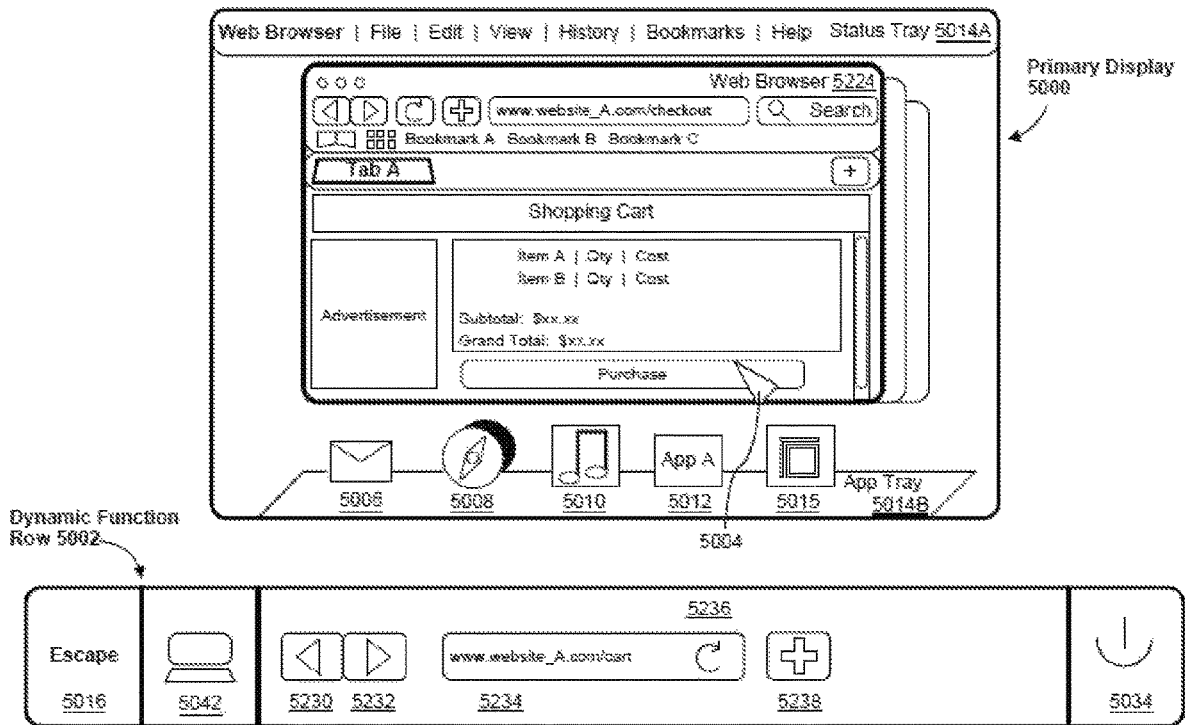 Web Browser | File | Edit | View | History | Bookmarks | Help Status Tray 5014A
Primary Display
5000
Web Browser 5224
www.website_A.com/checkout
Search
Bookmark A Bookmark B Bookmark C
Tab A
+
Shopping Cart
Item A | Qty | Cost
Item B | Qty | Cost
Advertisement
Subtotal: $xx.xx
Grand Total: $xx.xx
Purchase
App A
App Tray
5006 5008 5010 5012 5015 5014B
5004
Dynamic Function
Row 5002
5236
Escape
www.website_A.com/cart
5016 5042 5230 5232 5234 5238 5034